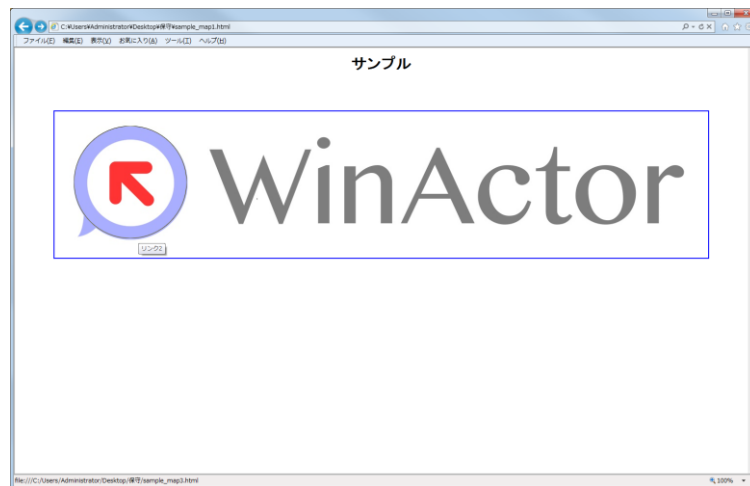 C:¥Users¥Administrator¥Desktop¥保守¥sample_map1.html
ファイル(F) 編集(E) 表示(V) お気に入り(A) ツール(T) ヘルプ(H)
サンプル
WinActor
リンク2
file:///C:/Users/Administrator/Desktop/保守/sample_map3.html
100%